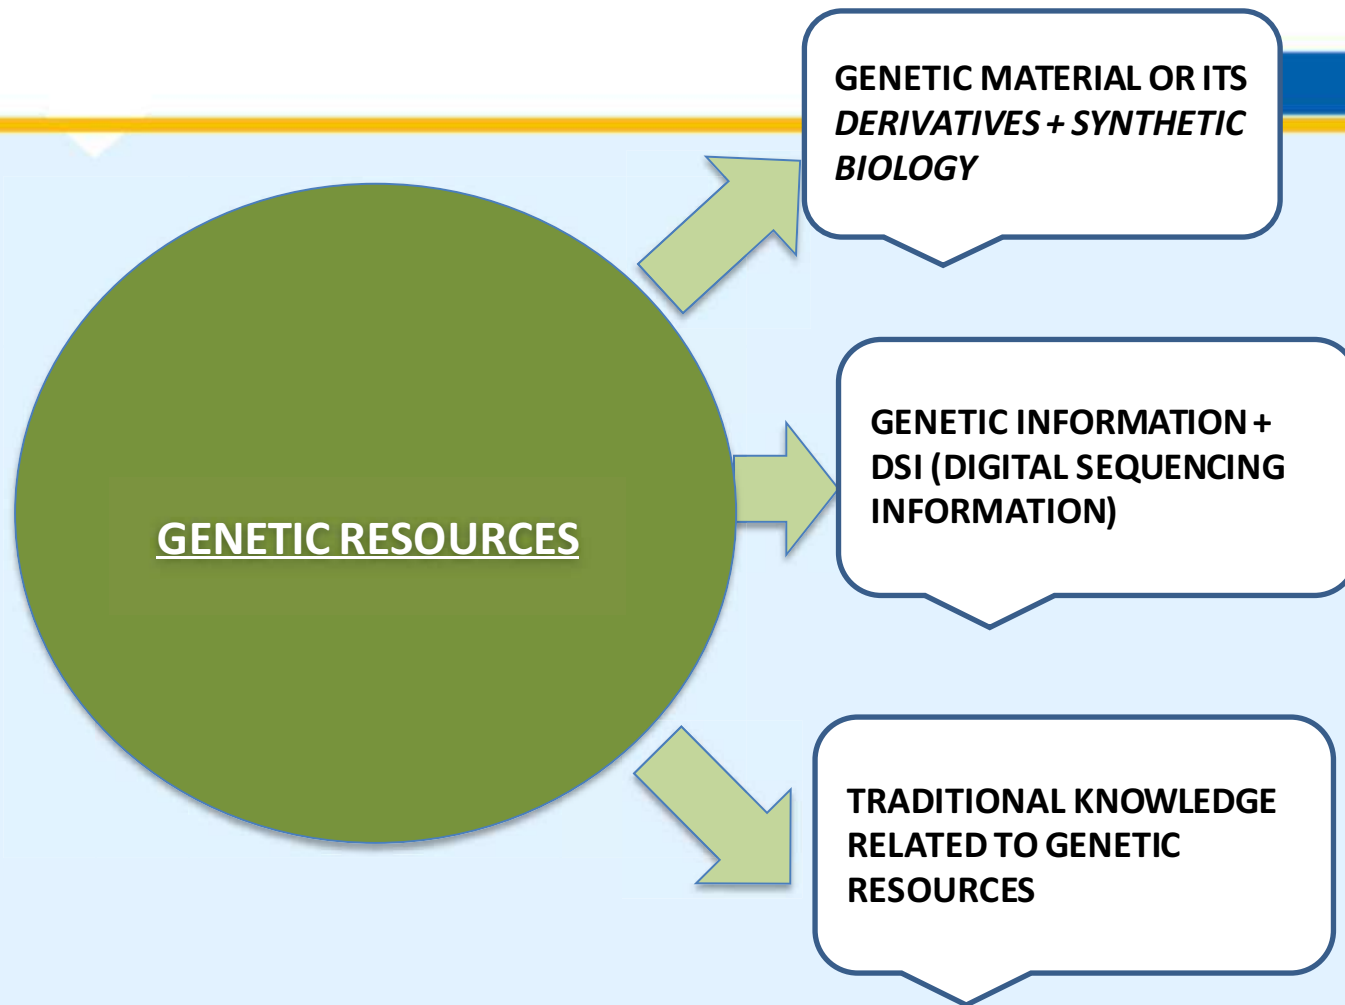 GENETIC MATERIAL OR ITS
DERIVATIVES + SYNTHETIC
BIOLOGY
GENETIC RESOURCES
GENETIC INFORMATION +
DSI (DIGITAL SEQUENCING
INFORMATION)
TRADITIONAL KNOWLEDGE
RELATED TO GENETIC
RESOURCES